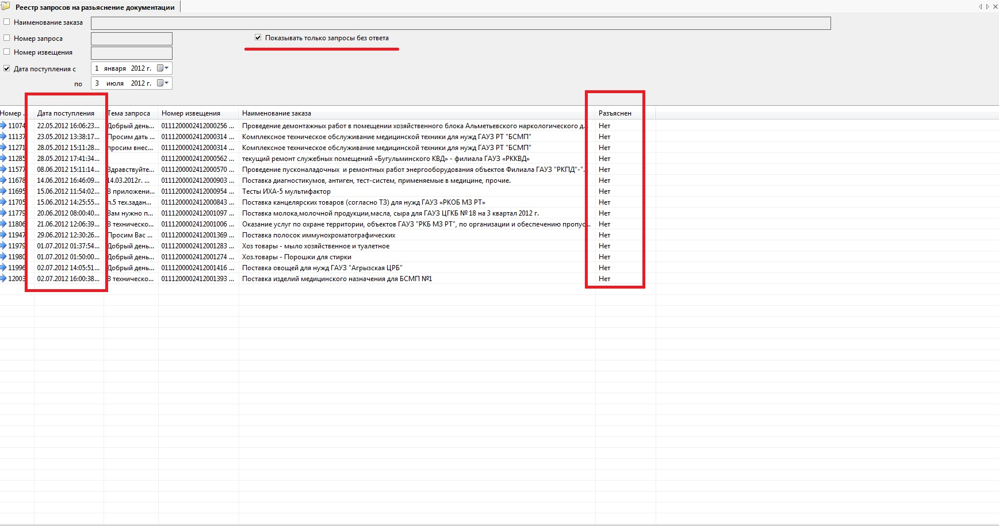 Реестр запросов на разъяснение документации
Наименование заказа
Номер запроса
Показывать только запросы без ответа
Номер извещения
Дата поступления с 1 января 2012 г.
по 3 июля 2012 г.
Номер .. Дата поступления Тема запроса Номер извещения Наименование заказа Разъяснен
11074 22.05.2012 16:06:23... Добрый день... 0111200002412000256 ... Проведение демонтажных работ в помещении хозяйственного блока Альметьевского наркологического д... Нет
11137 23.05.2012 13:38:17... Просим дать ... 0111200002412000314 ... Комплексное техническое обслуживание медицинской техники для нужд ГАУЗ РТ "БСМП" Нет
11271 28.05.2012 15:11:28... просим внес... 0111200002412000314 ... Комплексное техническое обслуживание медицинской техники для нужд ГАУЗ РТ "БСМП" Нет
11285 28.05.2012 17:41:34... 0111200002412000562 ... текущий ремонт служебных помещений «Бугульминского КВД» - филиала ГАУЗ «РККВД» Нет
11577 08.06.2012 15:11:14... Здравствуйте... 0111200002412000570 ... Проведение пусконаладочных и ремонтных работ энергооборудования объектов Филиала ГАУЗ "РКПД"-"... Нет
11678 14.06.2012 16:46:09... 14.03.2012г. ... 0111200002412000903 ... Поставка диагностикумов, антиген, тест-систем, применяемые в медицине, прочие. Нет
11695 15.06.2012 11:54:02... В приложени... 0111200002412000954 ... Тесты ИХА-5 мультифактор Нет
11705 15.06.2012 14:25:55... п.5 тех.задан... 0111200002412000843 ... Поставка канцелярских товаров (согласно ТЗ) для нужд ГАУЗ «РКОБ МЗ РТ» Нет
11779 20.06.2012 08:00:40... Вам нужно п... 0111200002412001097 ... Поставка молока,молочной продукции,масла, сыра для ГАУЗ ЦГКБ № 18 на 3 квартал 2012 г. Нет
11806 21.06.2012 12:06:39... В техническо... 0111200002412001006 ... Оказание услуг по охране территории, объектов ГАУЗ "РКБ МЗ РТ", по организации и обеспечению пропус... Нет
11947 29.06.2012 12:30:26... Просим Вас ... 0111200002412001369 ... Поставка полосок иммунохроматографических Нет
11979 01.07.2012 01:37:54... Добрый день... 0111200002412001283 ... Хоз товары - мыло хозяйственное и туалетное Нет
11980 01.07.2012 01:50:00... Добрый день... 0111200002412001274 ... Хоз.товары - Порошки для стирки Нет
11996 02.07.2012 14:05:51... Добрый день... 0111200002412001416 ... Поставка овощей для нужд ГАУЗ "Агрызская ЦРБ" Нет
12003 02.07.2012 16:00:38... В техническо... 0111200002412001393 ... Поставка изделий медицинского назначения для БСМП №1 Нет